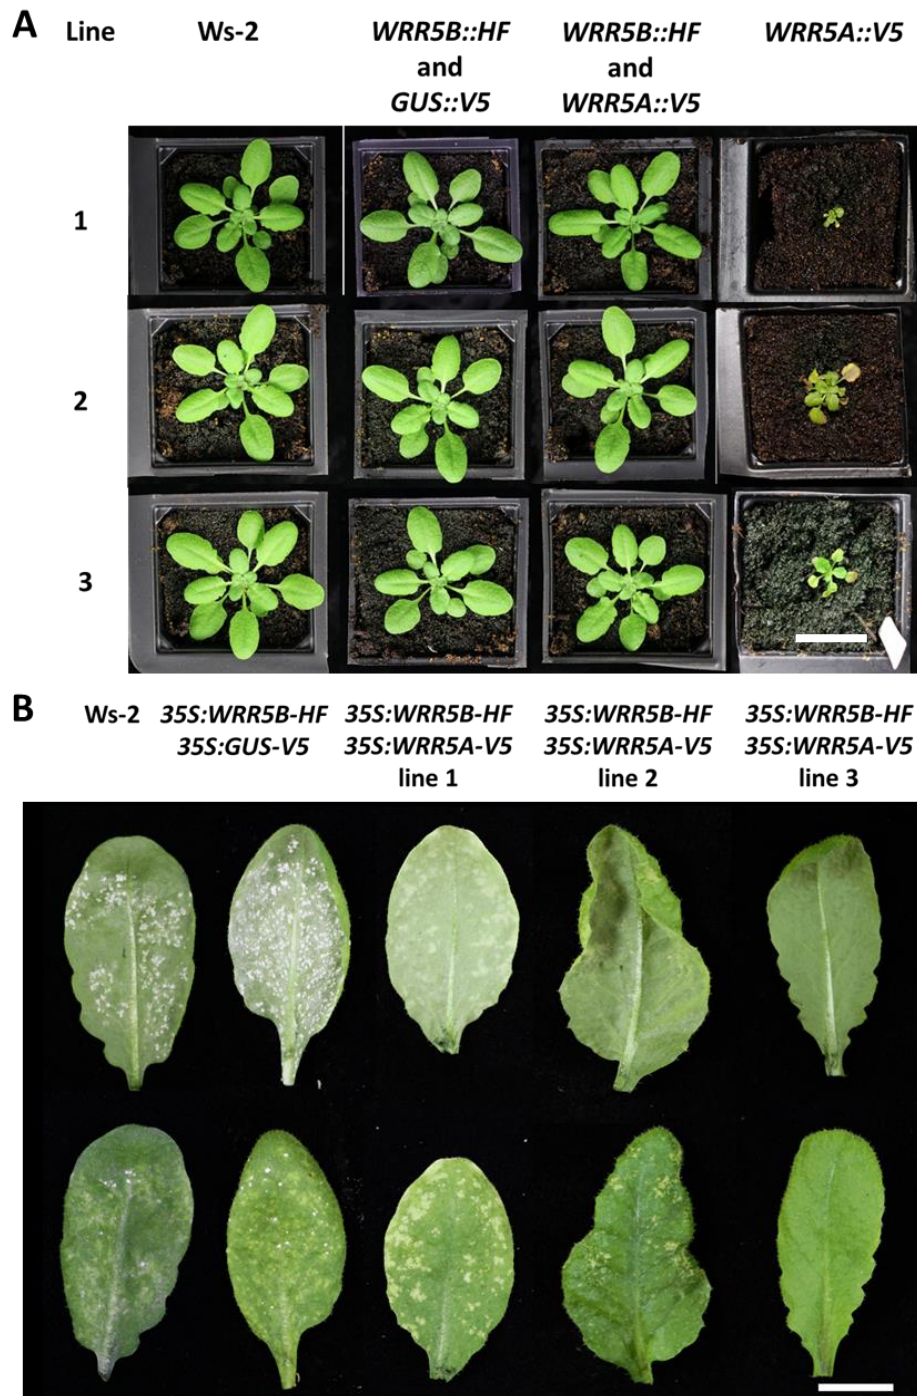 A Line Ws-2 WRR5B::HF WRR5B::HF WRR5A::V5
and and
GUS::V5 WRR5A::V5
1
2
3
B Ws-2 35S:WRR5B-HF 35S:WRR5B-HF 35S:WRR5B-HF 35S:WRR5B-HF
35S:GUS-V5 35S:WRR5A-V5 35S:WRR5A-V5 35S:WRR5A-V5
line 1 line 2 line 3